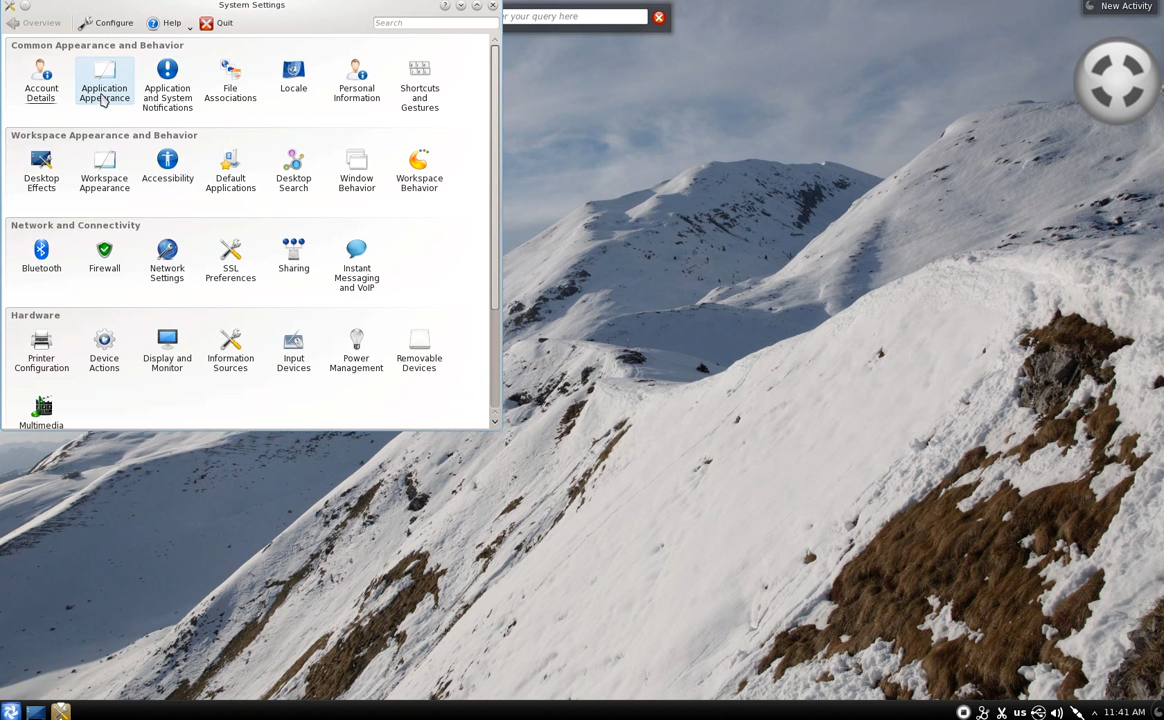 System Settings
Overview Configure Help Quit Search
r your query here
New Activity
Common Appearance and Behavior
Account Details
Application Appearance
Application and System Notifications
File Associations
Locale
Personal Information
Shortcuts and Gestures
Workspace Appearance and Behavior
Desktop Effects
Workspace Appearance
Accessibility
Default Applications
Desktop Search
Window Behavior
Workspace Behavior
Network and Connectivity
Bluetooth
Firewall
Network Settings
SSL Preferences
Sharing
Instant Messaging and VoIP
Hardware
Printer Configuration
Device Actions
Display and Monitor
Information Sources
Input Devices
Power Management
Removable Devices
Multimedia
us
11:41 AM